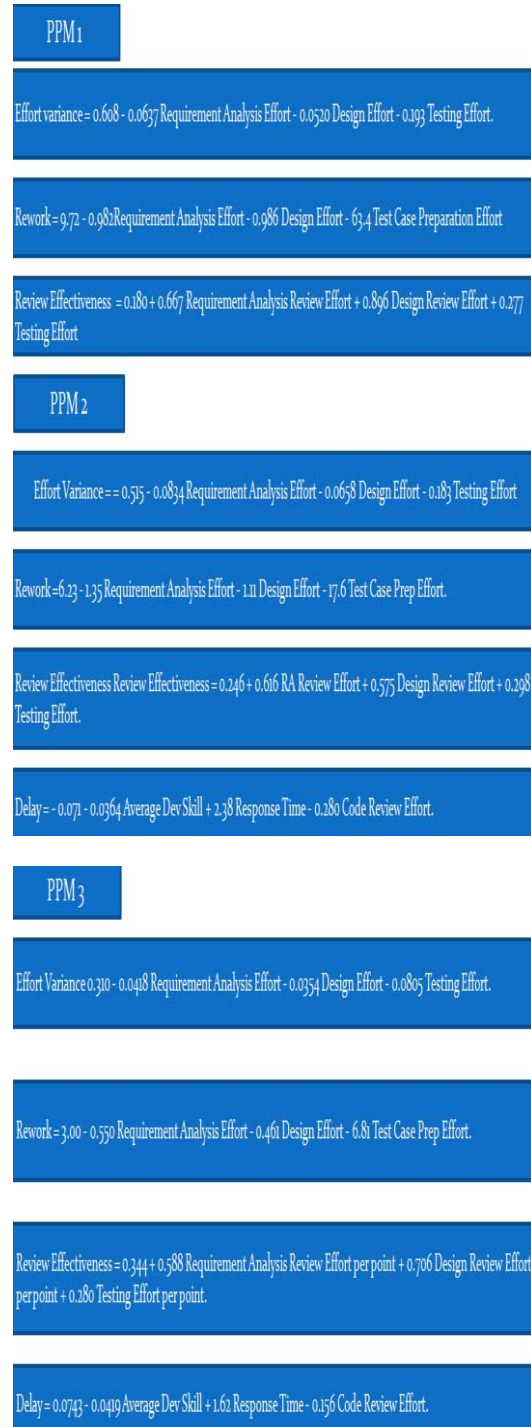 PPM 1
Effort variance = 0.608 - 0.0637 Requirement Analysis Effort - 0.0520 Design Effort - 0.193 Testing Effort.
Rework = 9.72 - 0.982Requirement Analysis Effort - 0.986 Design Effort - 63.4 Test Case Preparation Effort
Review Effectiveness = 0.180 + 0.667 Requirement Analysis Review Effort + 0.896 Design Review Effort + 0.277
Testing Effort
PPM 2
Effort Variance = = 0.515 - 0.0834 Requirement Analysis Effort - 0.0658 Design Effort - 0.183 Testing Effort
Rework =6.23 - 1.35 Requirement Analysis Effort - 1.11 Design Effort - 17.6 Test Case Prep Effort.
Review Effectiveness Review Effectiveness = 0.246 + 0.616 RA Review Effort + 0.575 Design Review Effort + 0.298
Testing Effort.
Delay = - 0.071 - 0.0364 Average Dev Skill + 2.38 Response Time - 0.280 Code Review Effort.
PPM 3
Effort Variance 0.310 - 0.0418 Requirement Analysis Effort - 0.0354 Design Effort - 0.0805 Testing Effort.
Rework = 3.00 - 0.550 Requirement Analysis Effort - 0.461 Design Effort - 6.81 Test Case Prep Effort.
Review Effectiveness = 0.344 + 0.588 Requirement Analysis Review Effort per point + 0.706 Design Review Effort
per point + 0.280 Testing Effort per point.
Delay = 0.0743 - 0.0419 Average Dev Skill + 1.62 Response Time - 0.156 Code Review Effort.